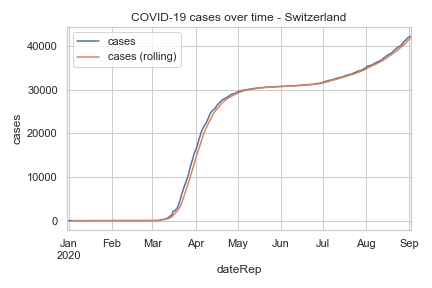 COVID-19 cases over time - Switzerland
cases
cases (rolling)
40000
30000
20000
10000
0
cases
Jan Feb Mar Apr May Jun Jul Aug Sep
2020
dateRep